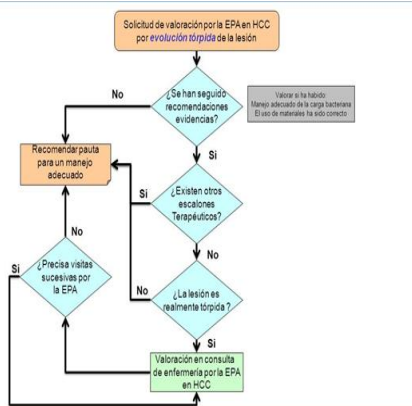 Solicitud de valoración por la EPA en HCC
por evolución tórpida de la lesión
No
¿Se han seguido
recomendaciones
evidencias?
Valorar si ha habido:
Manejo adecuado de la carga bacteriana
El uso de materiales ha sido correcto
Si
Recomendar pauta
para un manejo
adecuado
Si
¿Existen otros
escalones
Terapéuticos?
No
No
Si
¿Precisa visitas
sucesivas por
la EPA
No
¿La lesión es
realmente tórpida ?
Si
Valoración en consulta
de enfermería por la EPA
en HCC